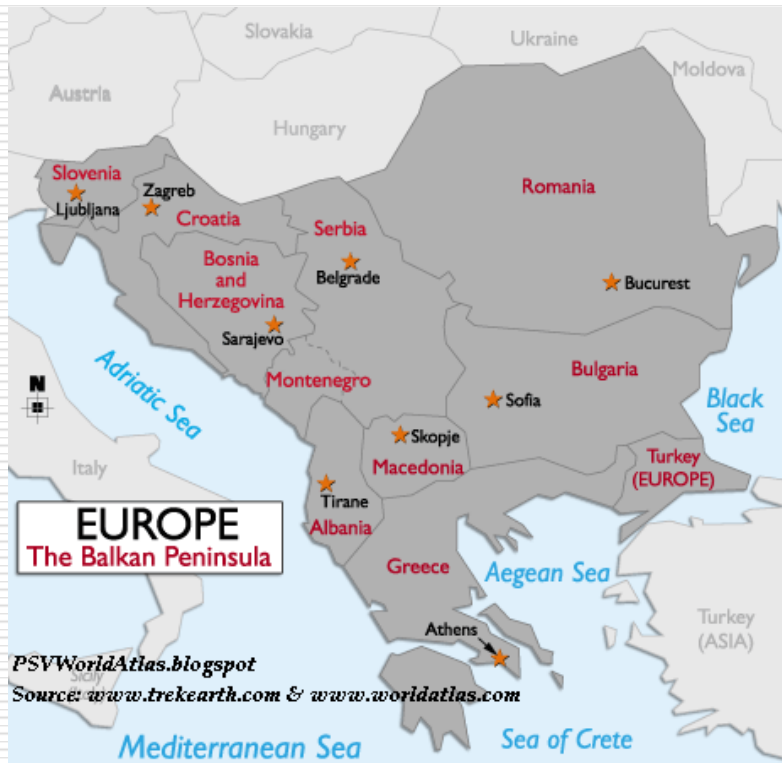 Slovakia
Ukraine
Moldova
Austria
Hungary
Slovenia
Ljubljana
Zagreb
Croatia
Serbia
Belgrade
Romania
Bucurest
Bosnia
and
Herzegovina
Sarajevo
Montenegro
Bulgaria
Sofia
Adriatic Sea
N
Black
Sea
Skopje
Macedonia
Turkey
(EUROPE)
Italy
Tirane
Albania
EUROPE
The Balkan Peninsula
Greece
Aegean Sea
Athens
Turkey
(ASIA)
PSVWorldAtlas.blogspot
Sicily
Source: www.trekearth.com & www.worldatlas.com
Mediterranean Sea
Sea of Crete